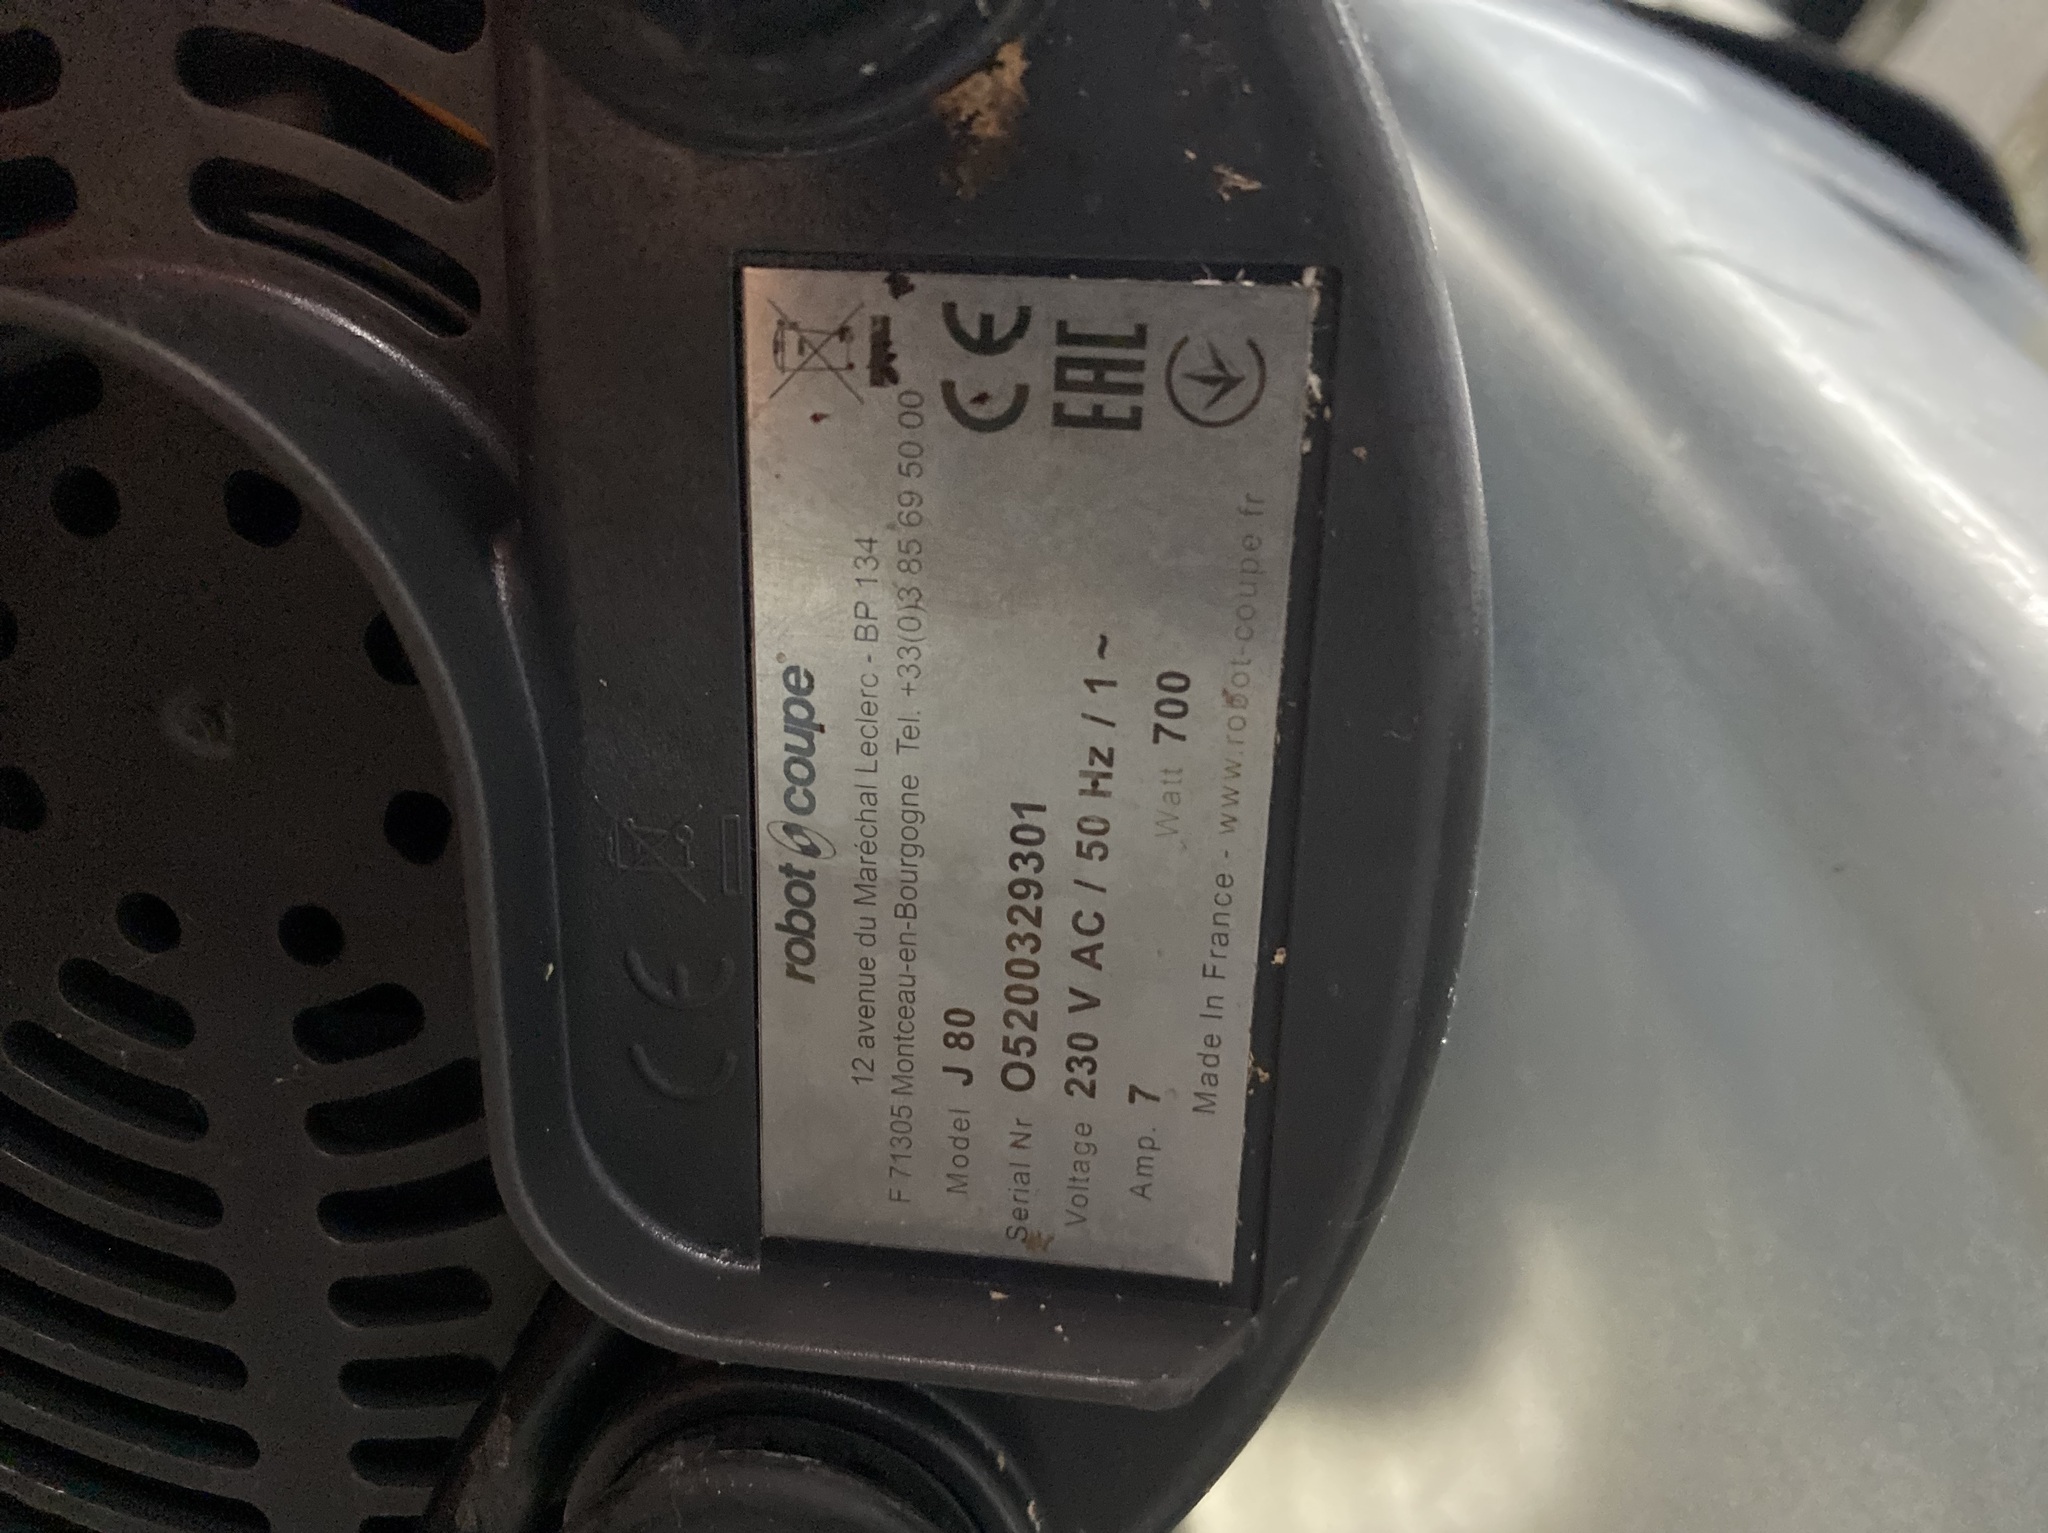 robot coupe®
12 avenue du Maréchal Leclerc - BP 134
F 71305 Montceau-en-Bourgogne Tel. +33(0)3 85 69 50 00
Model J 80
Serial Nr O5200329301
Voltage 230 V AC / 50 Hz / 1 ~
Amp. 7 Watt 700
Made In France - www.robot-coupe.fr
CE
EAC
CE